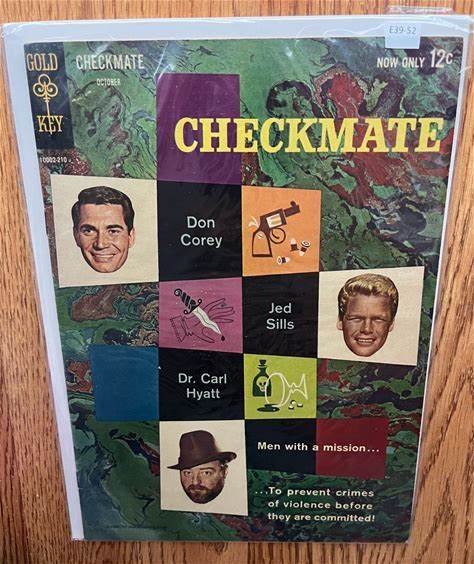 E39-52
GOLD
KEY
CHECKMATE
OCTOBER
NOW ONLY 12¢
10002-210
CHECKMATE
Don
Corey
Jed
Sills
Dr. Carl
Hyatt
Men with a mission...
...To prevent crimes
of violence before
they are committed!